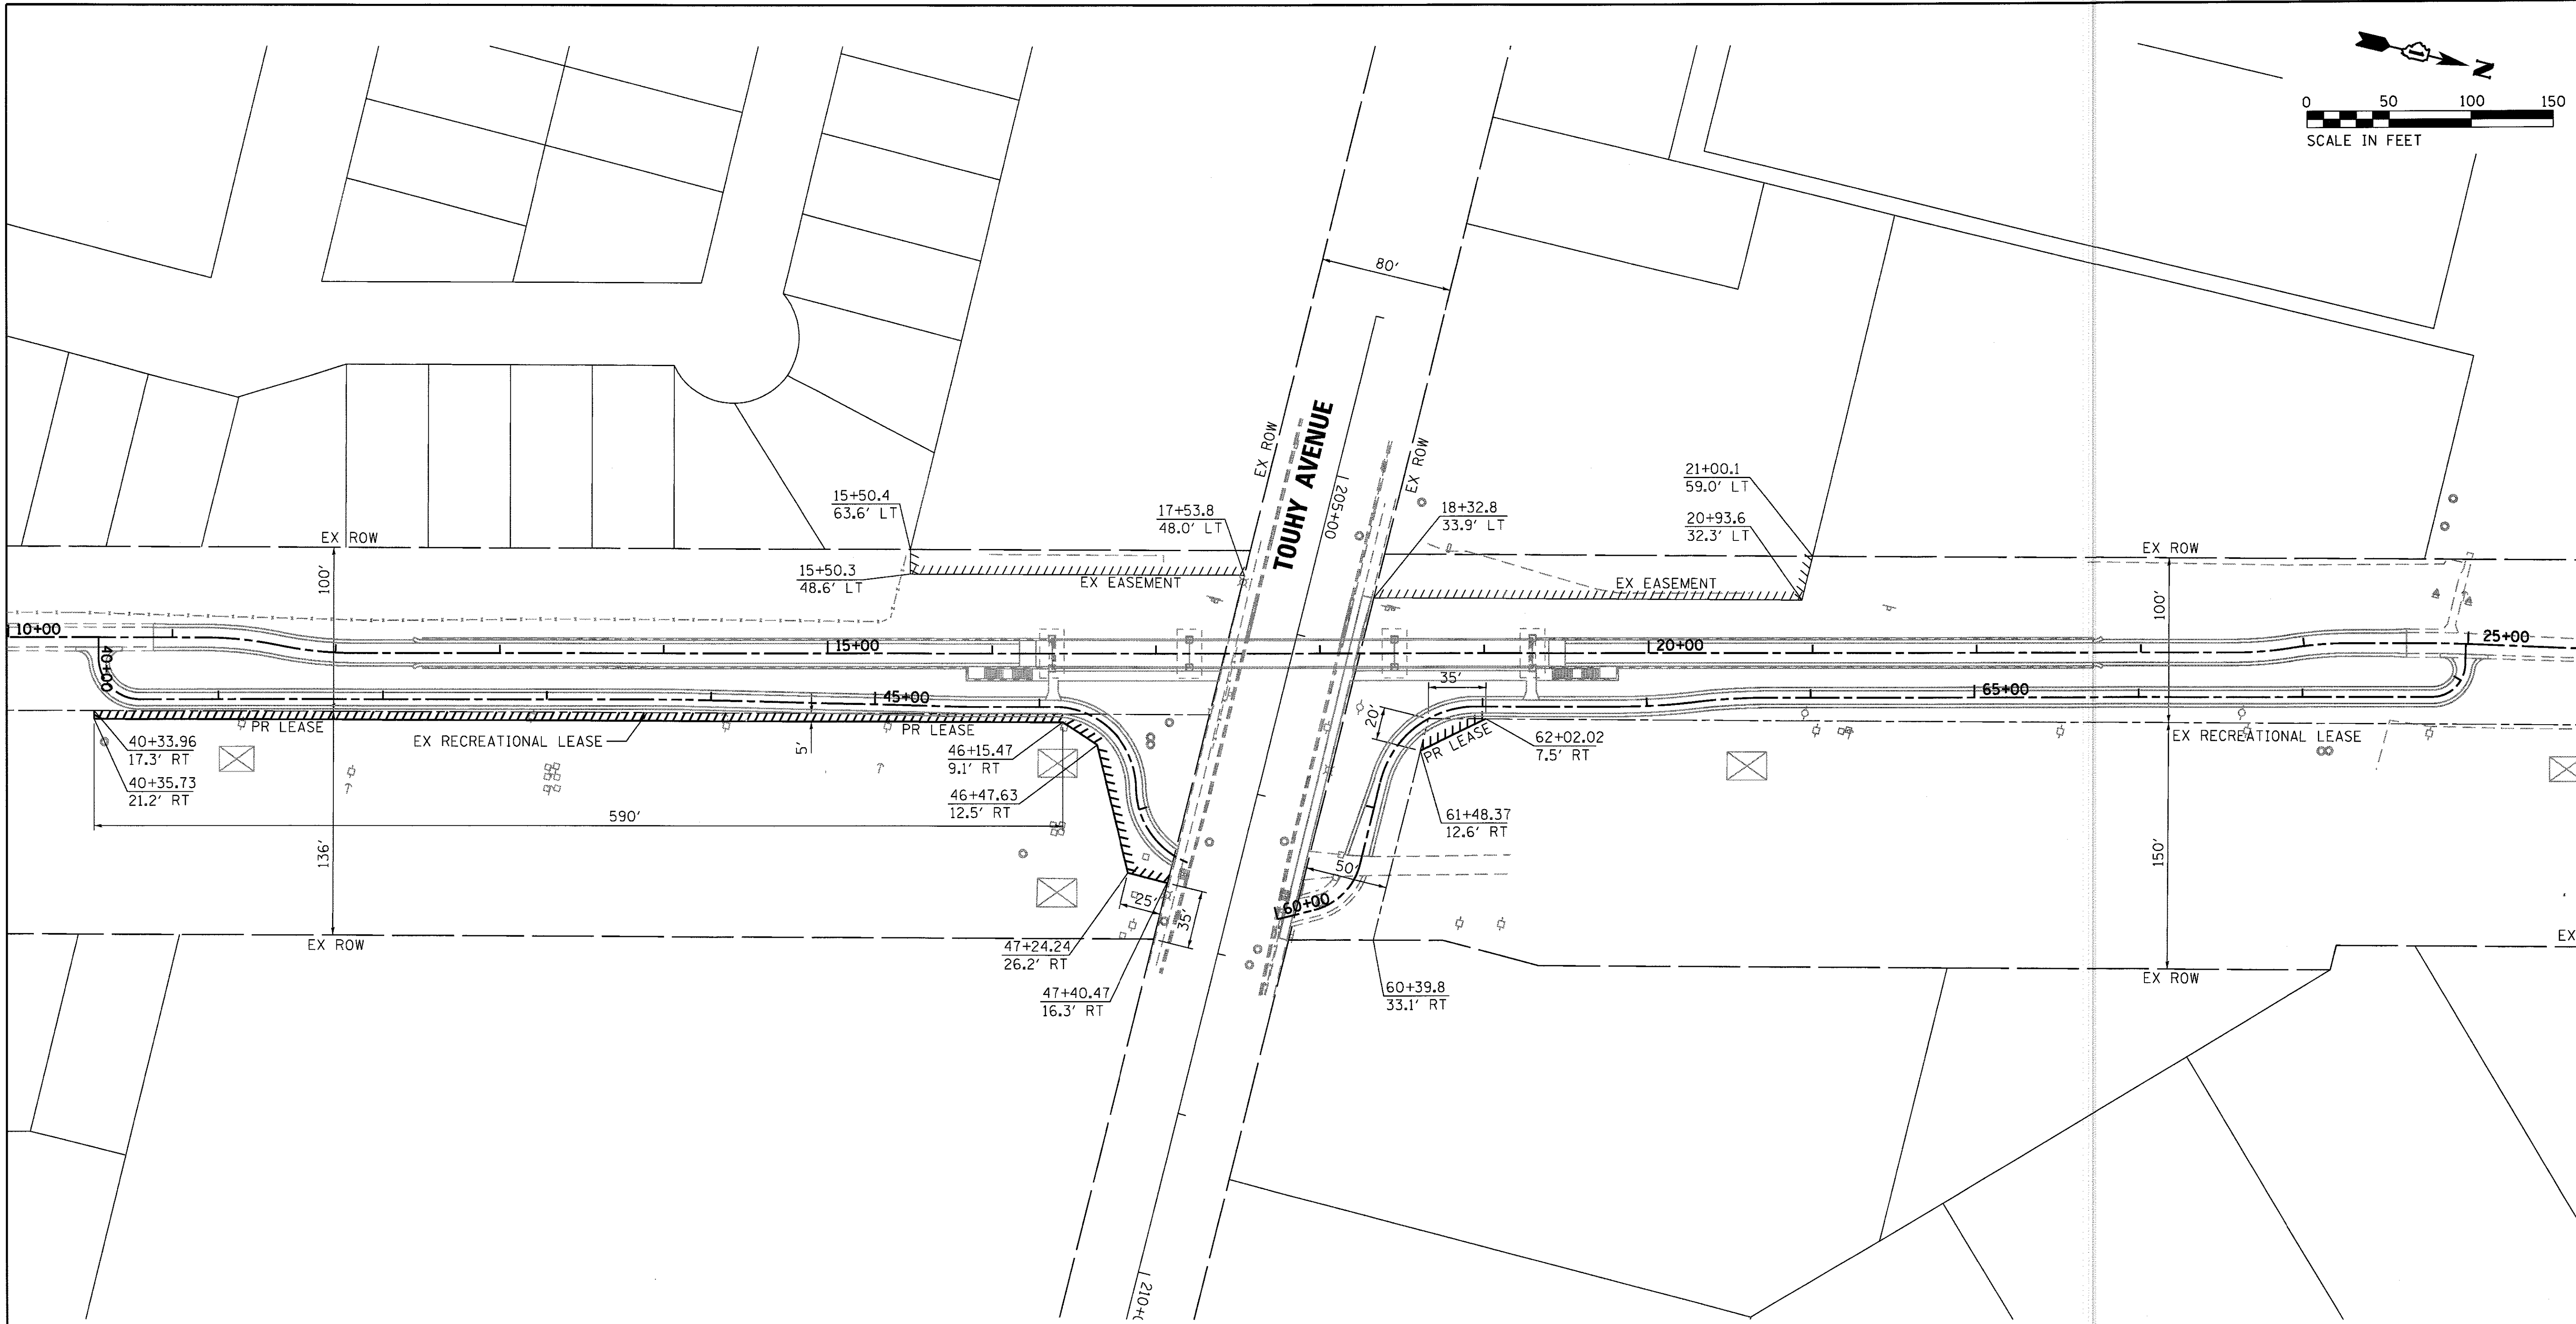 N
0 50 100 150
SCALE IN FEET
80'
EX ROW
TOUHY AVENUE
205+00
EX ROW
15+50.4
63.6' LT
17+53.8
48.0' LT
18+32.8
33.9' LT
21+00.1
59.0' LT
20+93.6
32.3' LT
EX ROW
EX ROW
15+50.3
48.6' LT
EX EASEMENT
EX EASEMENT
100'
100'
10+00
15+00
20+00
25+00
40+00
45+00
35'
65+00
20'
PR LEASE
EX RECREATIONAL LEASE
PR LEASE
5'
PR LEASE
EX RECREATIONAL LEASE
40+33.96
17.3' RT
46+15.47
9.1' RT
62+02.02
7.5' RT
40+35.73
21.2' RT
46+47.63
12.5' RT
61+48.37
12.6' RT
590'
136'
150'
50'
25'
35'
60+00
EX ROW
47+24.24
26.2' RT
47+40.47
16.3' RT
60+39.8
33.1' RT
EX ROW
EX
210+0